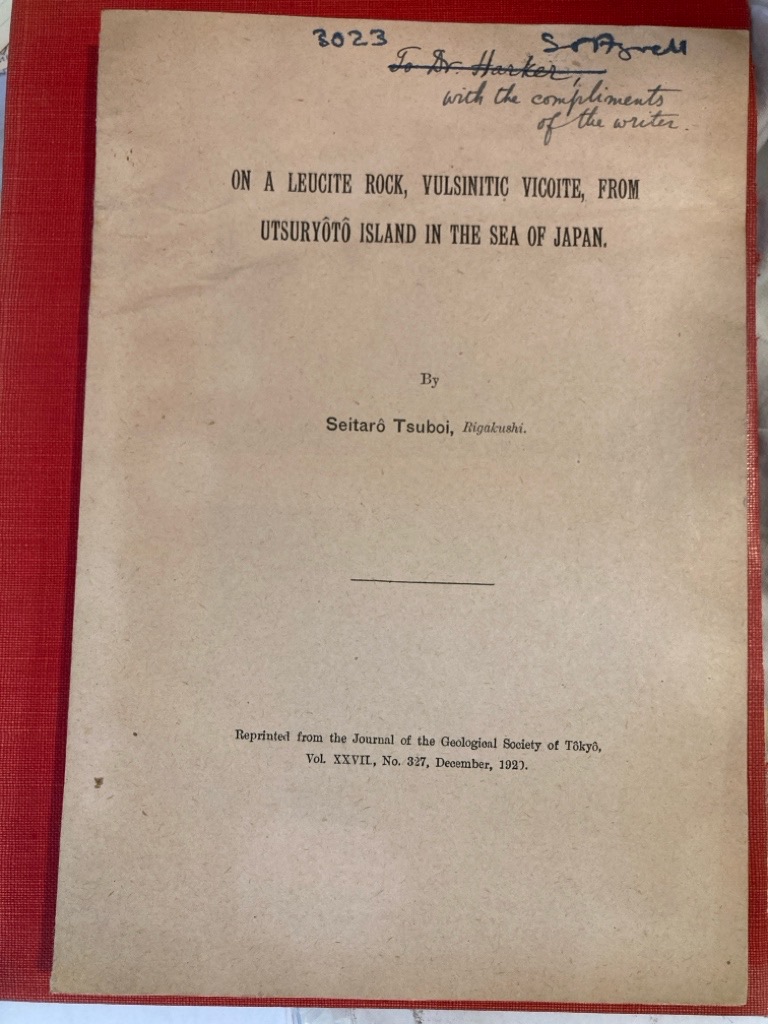 3023
To Dr. Harker,
with the compliments
of the writer.
ON A LEUCITE ROCK, VULSINITIC VICOITE, FROM
UTSURYÔTÔ ISLAND IN THE SEA OF JAPAN.
By
Seitarô Tsuboi, Rigakushi.
Reprinted from the Journal of the Geological Society of Tôkyô,
Vol. XXVII, No. 327, December, 1920.